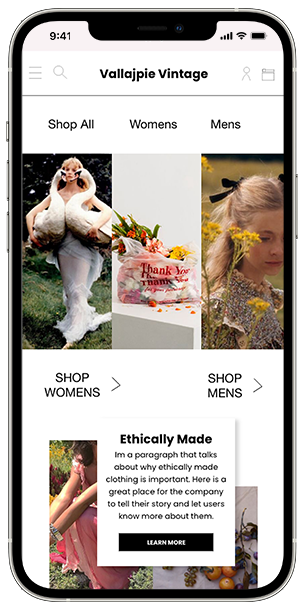 9:41
Vallajpie Vintage
Shop All Womens Mens
Thank You
Thank You
SHOP
WOMENS
SHOP
MENS
Ethically Made
Im a paragraph that talks
about why ethically made
clothing is important. Here is a
great place for the company
to tell their story and let users
know more about them.
LEARN MORE